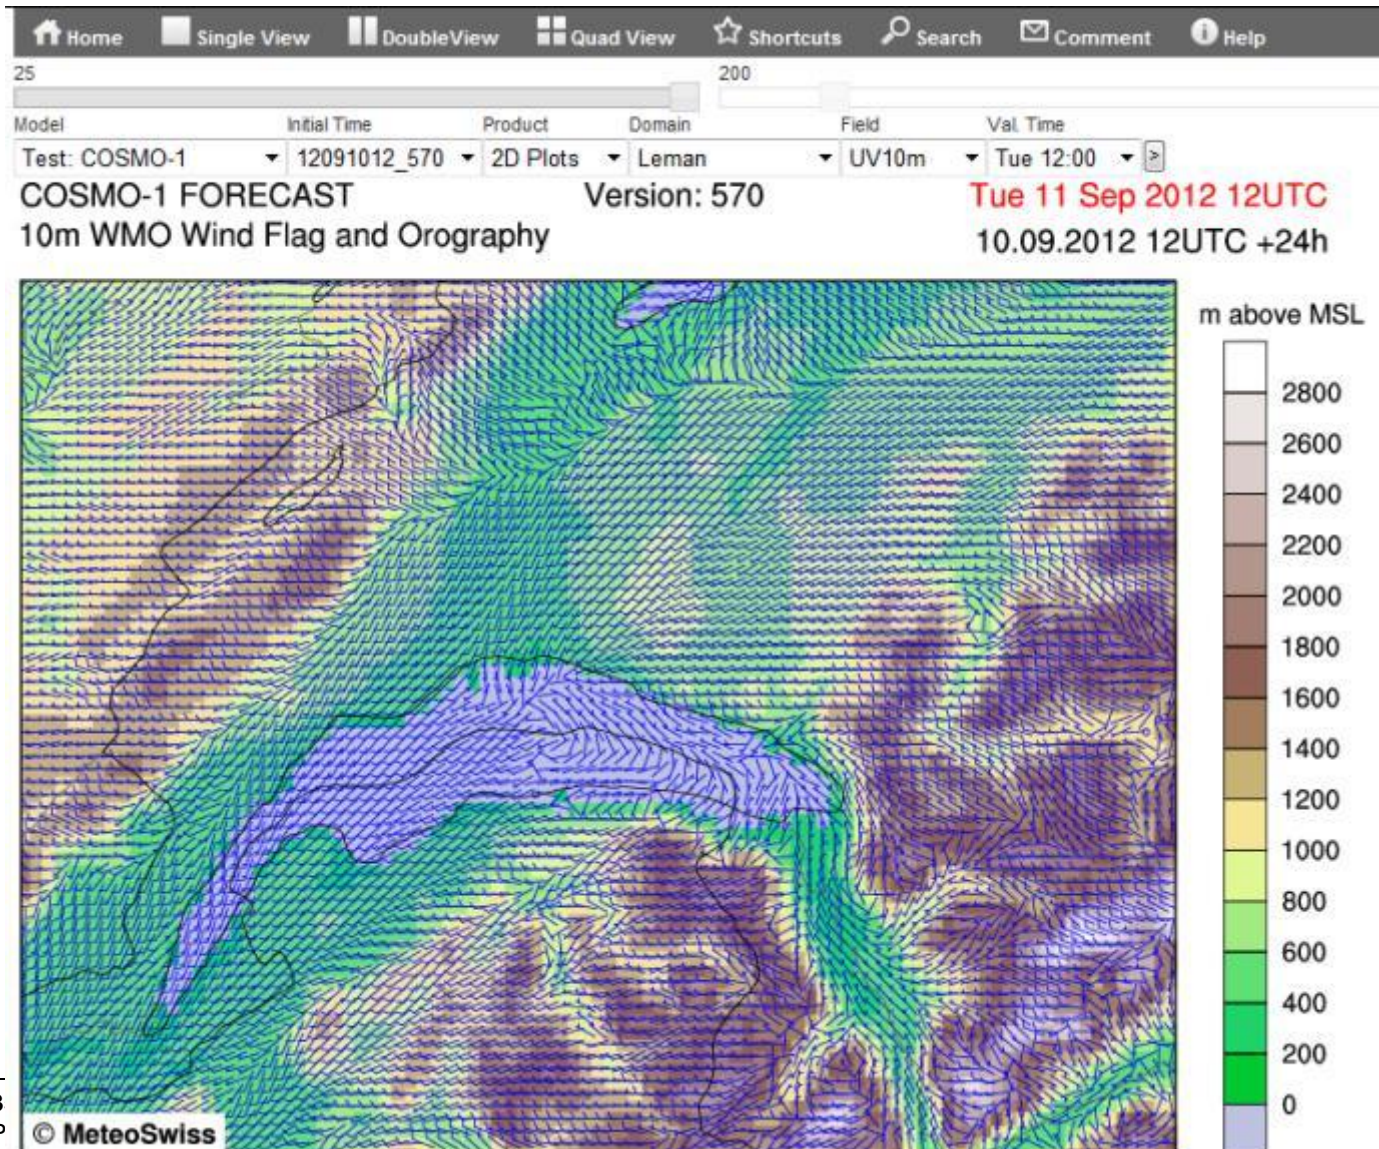 Home Single View DoubleView Quad View Shortcuts Search Comment Help
25 200
Model Initial Time Product Domain Field Val. Time
Test: COSMO-1 12091012_570 2D Plots Leman UV10m Tue 12:00 >
COSMO-1 FORECAST Version: 570 Tue 11 Sep 2012 12UTC
10m WMO Wind Flag and Orography 10.09.2012 12UTC +24h
m above MSL
2800
2600
2400
2200
2000
1800
1600
1400
1200
1000
800
600
400
200
0
© MeteoSwiss